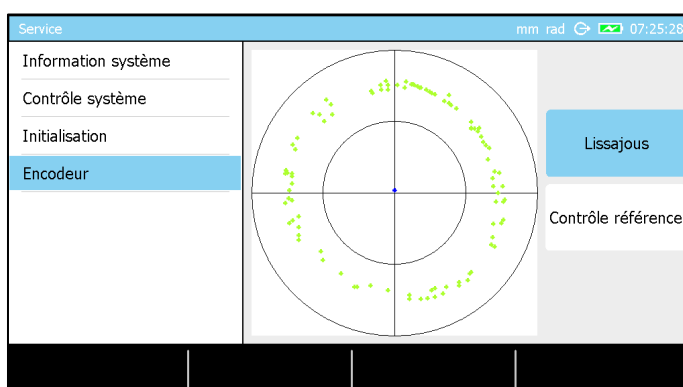 Service
mm rad 07:25:28
Information système
Contrôle système
Initialisation
Encodeur
Lissajous
Contrôle référence